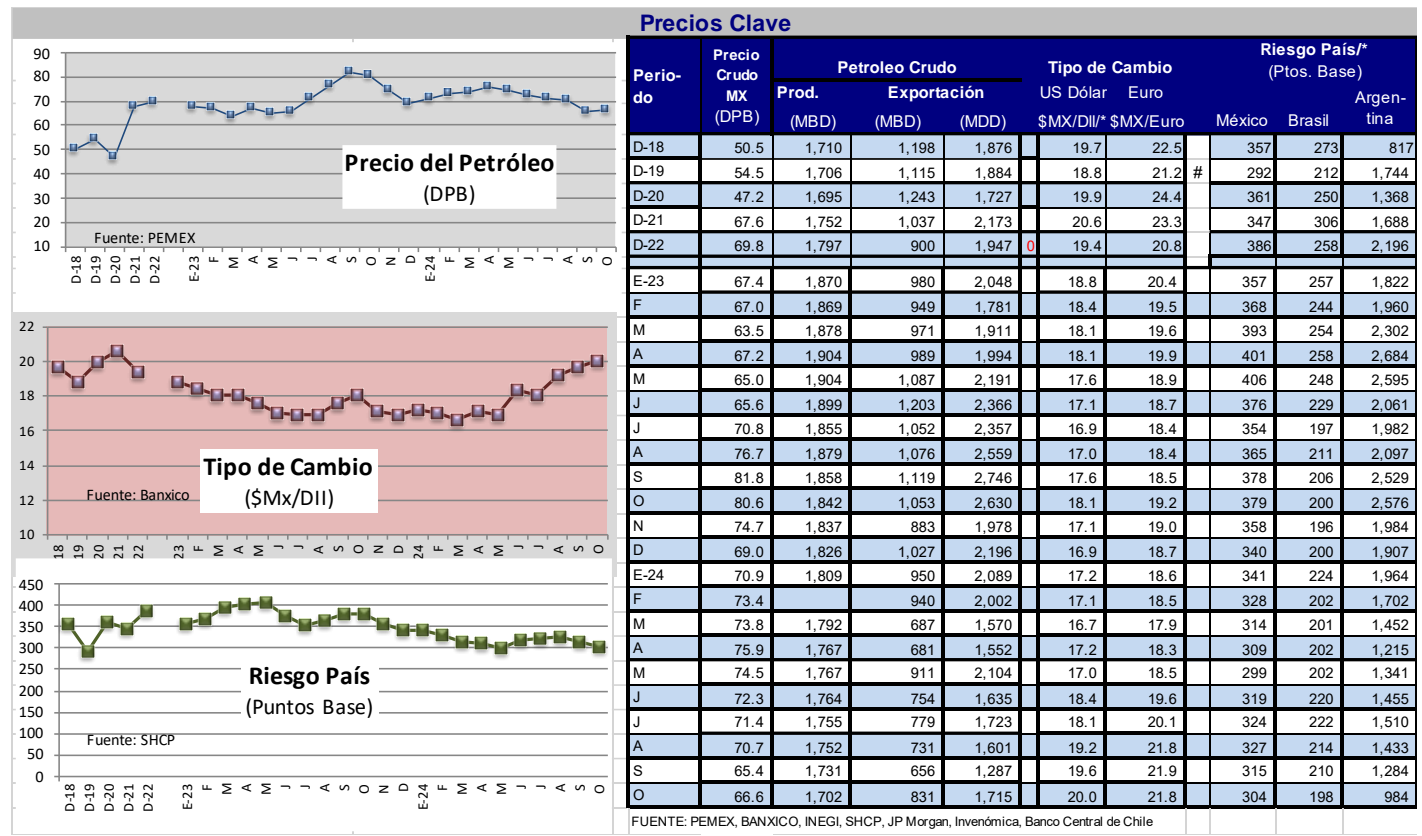 Precios Clave
90
80
70
60
50
40
30
20
10
Precio del Petróleo
(DPB)
Fuente: PEMEX
D-18 D-19 D-20 D-21 D-22 E-23 F M A M J J A S O N D E-24 F M A M J J A S O
22
20
18
16
14
12
10
Tipo de Cambio
($Mx/Dll)
Fuente: Banxico
18 19 20 21 22 23 F M A M J J A S O N D 24 F M A M J J A S O
450
400
350
300
250
200
150
100
50
0
Riesgo País
(Puntos Base)
Fuente: SHCP
D-18 D-19 D-20 D-21 D-22 E-23 F M A M J J A S O N D E-24 F M A M J J A S O
Perio-
do
Precio
Crudo
MX
(DPB)
Petroleo Crudo
Prod. Exportación
(MBD) (MBD) (MDD)
Tipo de Cambio
US Dólar Euro
$MX/Dll/* $MX/Euro
Riesgo País/*
(Ptos. Base)
México Brasil Argen-
tina
D-18 50.5 1,710 1,198 1,876 19.7 22.5 357 273 817
D-19 54.5 1,706 1,115 1,884 18.8 21.2 # 292 212 1,744
D-20 47.2 1,695 1,243 1,727 19.9 24.4 361 250 1,368
D-21 67.6 1,752 1,037 2,173 20.6 23.3 347 306 1,688
D-22 69.8 1,797 900 1,947 0 19.4 20.8 386 258 2,196
E-23 67.4 1,870 980 2,048 18.8 20.4 357 257 1,822
F 67.0 1,869 949 1,781 18.4 19.5 368 244 1,960
M 63.5 1,878 971 1,911 18.1 19.6 393 254 2,302
A 67.2 1,904 989 1,994 18.1 19.9 401 258 2,684
M 65.0 1,904 1,087 2,191 17.6 18.9 406 248 2,595
J 65.6 1,899 1,203 2,366 17.1 18.7 376 229 2,061
J 70.8 1,855 1,052 2,357 16.9 18.4 354 197 1,982
A 76.7 1,879 1,076 2,559 17.0 18.4 365 211 2,097
S 81.8 1,858 1,119 2,746 17.6 18.5 378 206 2,529
O 80.6 1,842 1,053 2,630 18.1 19.2 379 200 2,576
N 74.7 1,837 883 1,978 17.1 19.0 358 196 1,984
D 69.0 1,826 1,027 2,196 16.9 18.7 340 200 1,907
E-24 70.9 1,809 950 2,089 17.2 18.6 341 224 1,964
F 73.4 940 2,002 17.1 18.5 328 202 1,702
M 73.8 1,792 687 1,570 16.7 17.9 314 201 1,452
A 75.9 1,767 681 1,552 17.2 18.3 309 202 1,215
M 74.5 1,767 911 2,104 17.0 18.5 299 202 1,341
J 72.3 1,764 754 1,635 18.4 19.6 319 220 1,455
J 71.4 1,755 779 1,723 18.1 20.1 324 222 1,510
A 70.7 1,752 731 1,601 19.2 21.8 327 214 1,433
S 65.4 1,731 656 1,287 19.6 21.9 315 210 1,284
O 66.6 1,702 831 1,715 20.0 21.8 304 198 984
FUENTE: PEMEX, BANXICO, INEGI, SHCP, JP Morgan, Invenómica, Banco Central de Chile